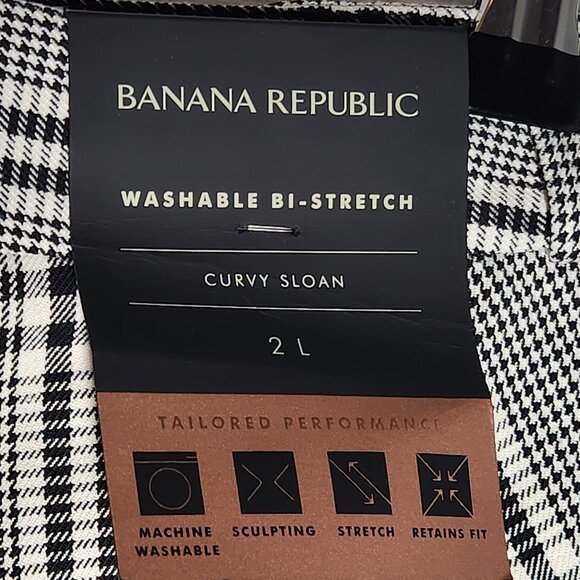 BANANA REPUBLIC
WASHABLE BI-STRETCH
CURVY SLOAN
2 L
TAILORED PERFORMANCE
MACHINE WASHABLE
SCULPTING
STRETCH
RETAINS FIT